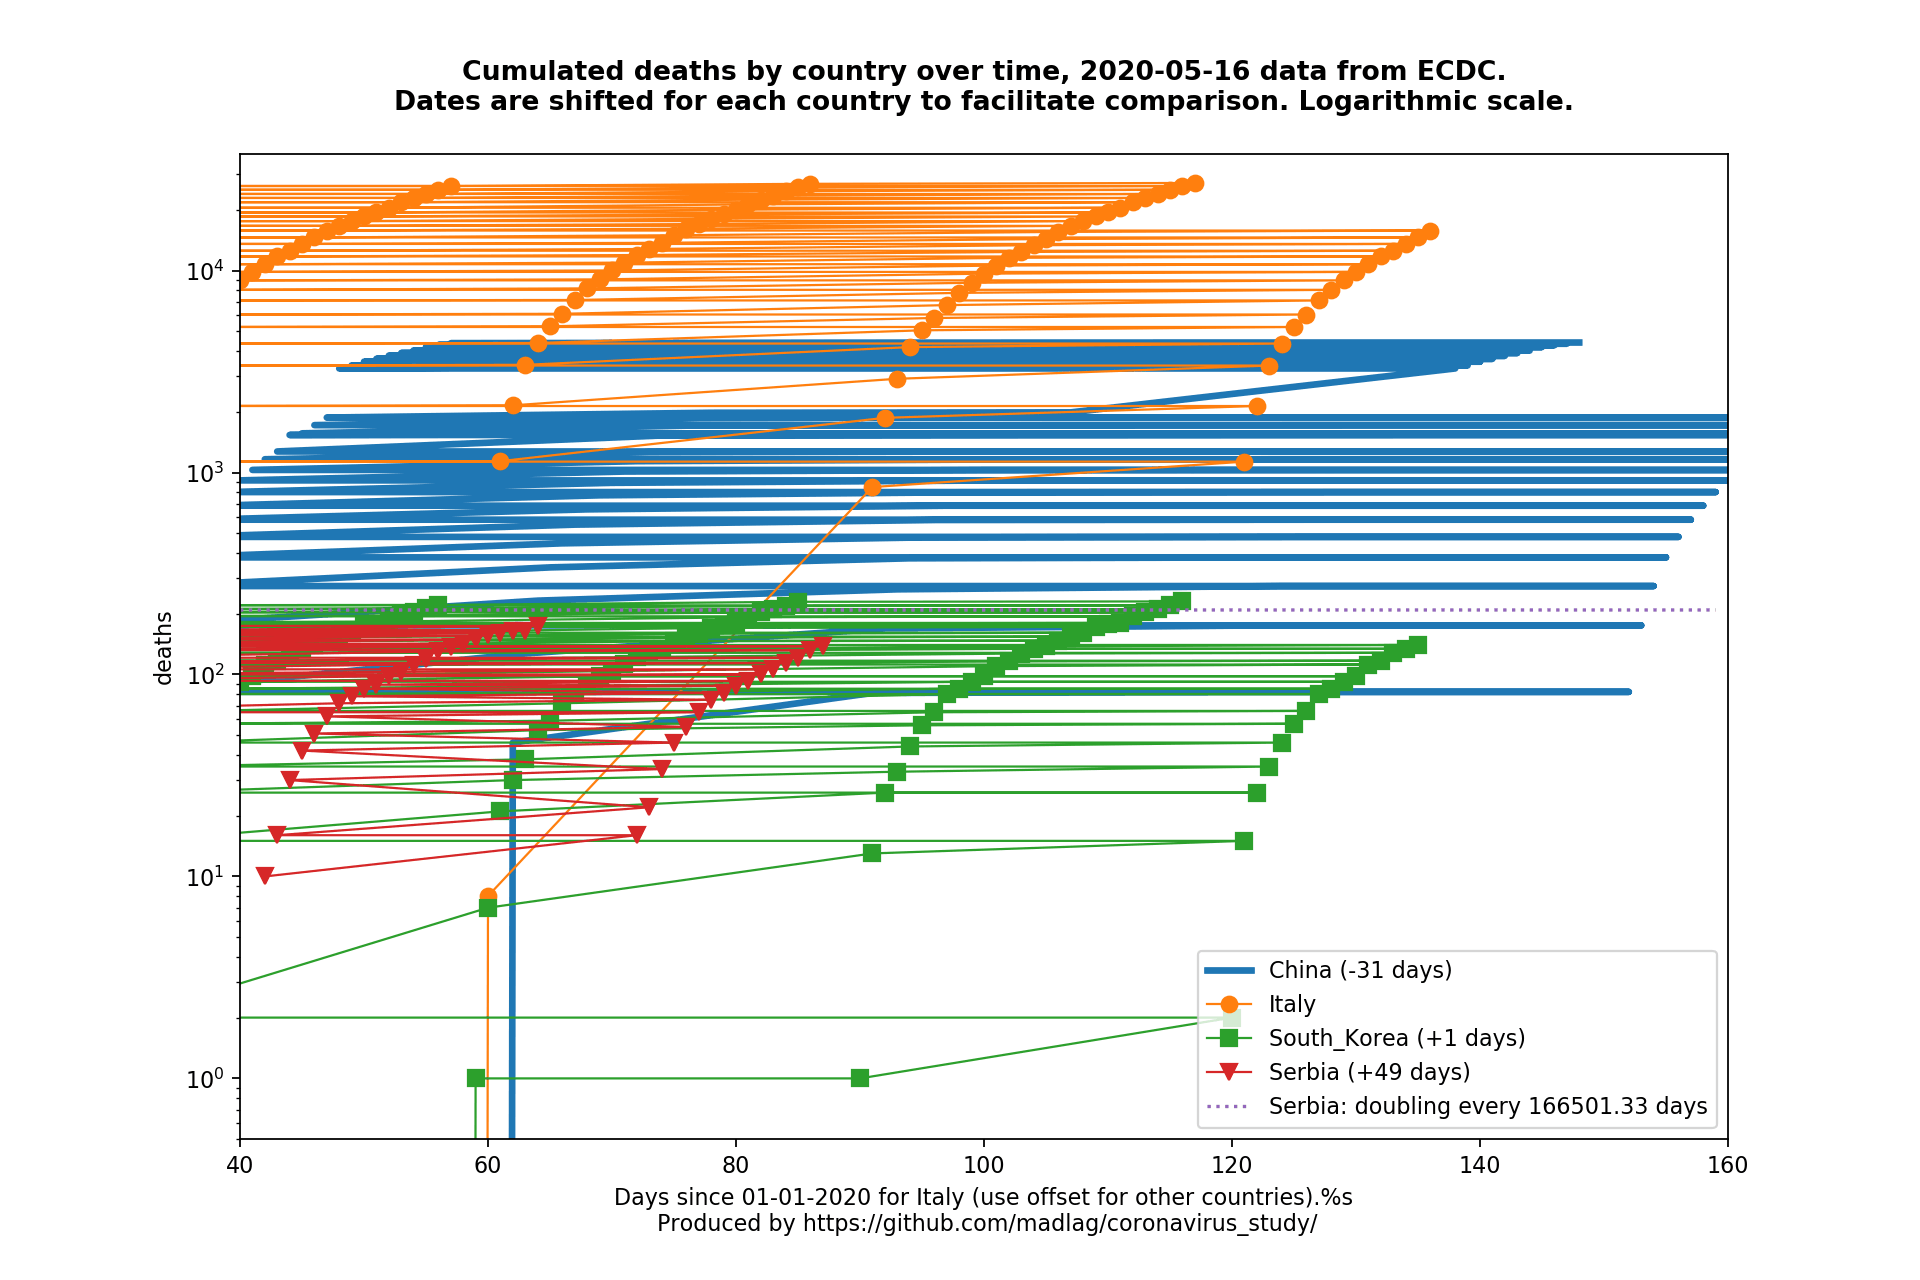 Cumulated deaths by country over time, 2020-05-16 data from ECDC.
Dates are shifted for each country to facilitate comparison. Logarithmic scale.
deaths
10^4
10^3
10^2
10^1
10^0
China (-31 days)
Italy
South_Korea (+1 days)
Serbia (+49 days)
Serbia: doubling every 166501.33 days
40 60 80 100 120 140 160
Days since 01-01-2020 for Italy (use offset for other countries).%s
Produced by https://github.com/madlag/coronavirus_study/